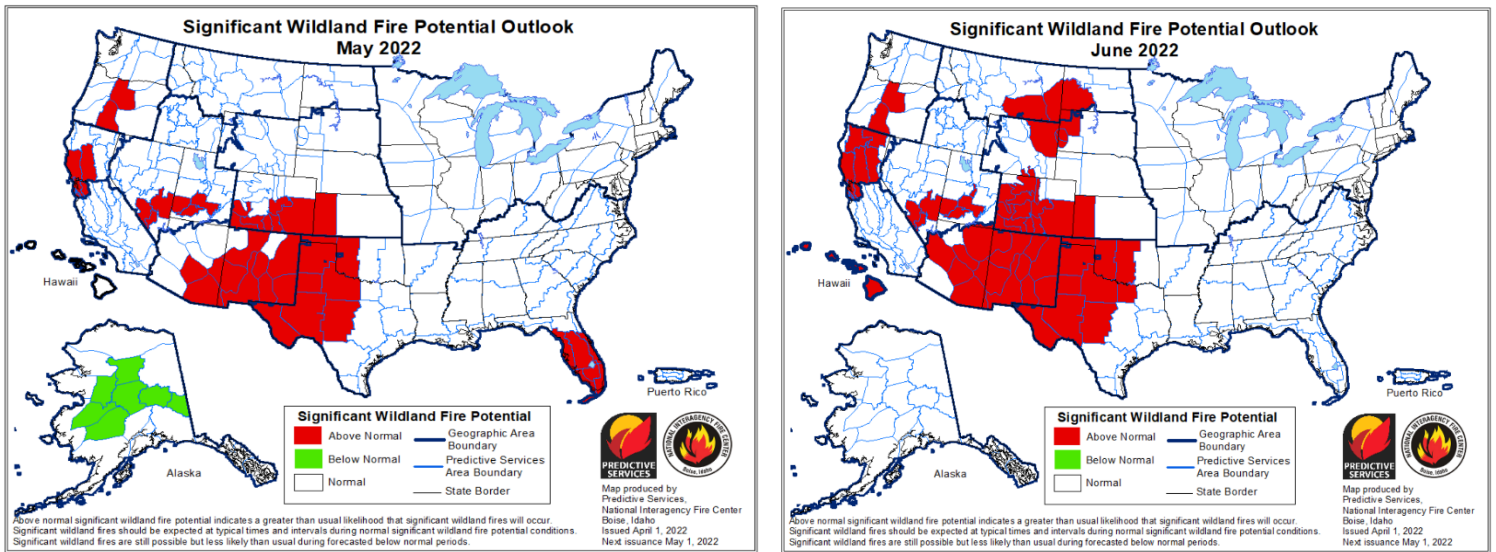 Significant Wildland Fire Potential Outlook
May 2022
Hawaii
Puerto Rico
Alaska
Significant Wildland Fire Potential
Above Normal
Below Normal
Normal
Geographic Area
Boundary
Predictive Services
Area Boundary
State Border
PREDICTIVE
SERVICES
NATIONAL INTERAGENCY FIRE CENTER
Boise, Idaho
Map produced by
Predictive Services,
National Interagency Fire Center
Boise, Idaho
Issued April 1, 2022
Next issuance May 1, 2022
Above normal significant wildland fire potential indicates a greater than usual likelihood that significant wildland fires will occur.
Significant wildland fires should be expected at typical times and intervals during normal significant wildland fire potential conditions.
Significant wildland fires are still possible but less likely than usual during forecasted below normal periods.
Significant Wildland Fire Potential Outlook
June 2022
Hawaii
Puerto Rico
Alaska
Significant Wildland Fire Potential
Above Normal
Below Normal
Normal
Geographic Area
Boundary
Predictive Services
Area Boundary
State Border
PREDICTIVE
SERVICES
NATIONAL INTERAGENCY FIRE CENTER
Boise, Idaho
Map produced by
Predictive Services,
National Interagency Fire Center
Boise, Idaho
Issued April 1, 2022
Next issuance May 1, 2022
Above normal significant wildland fire potential indicates a greater than usual likelihood that significant wildland fires will occur.
Significant wildland fires should be expected at typical times and intervals during normal significant wildland fire potential conditions.
Significant wildland fires are still possible but less likely than usual during forecasted below normal periods.